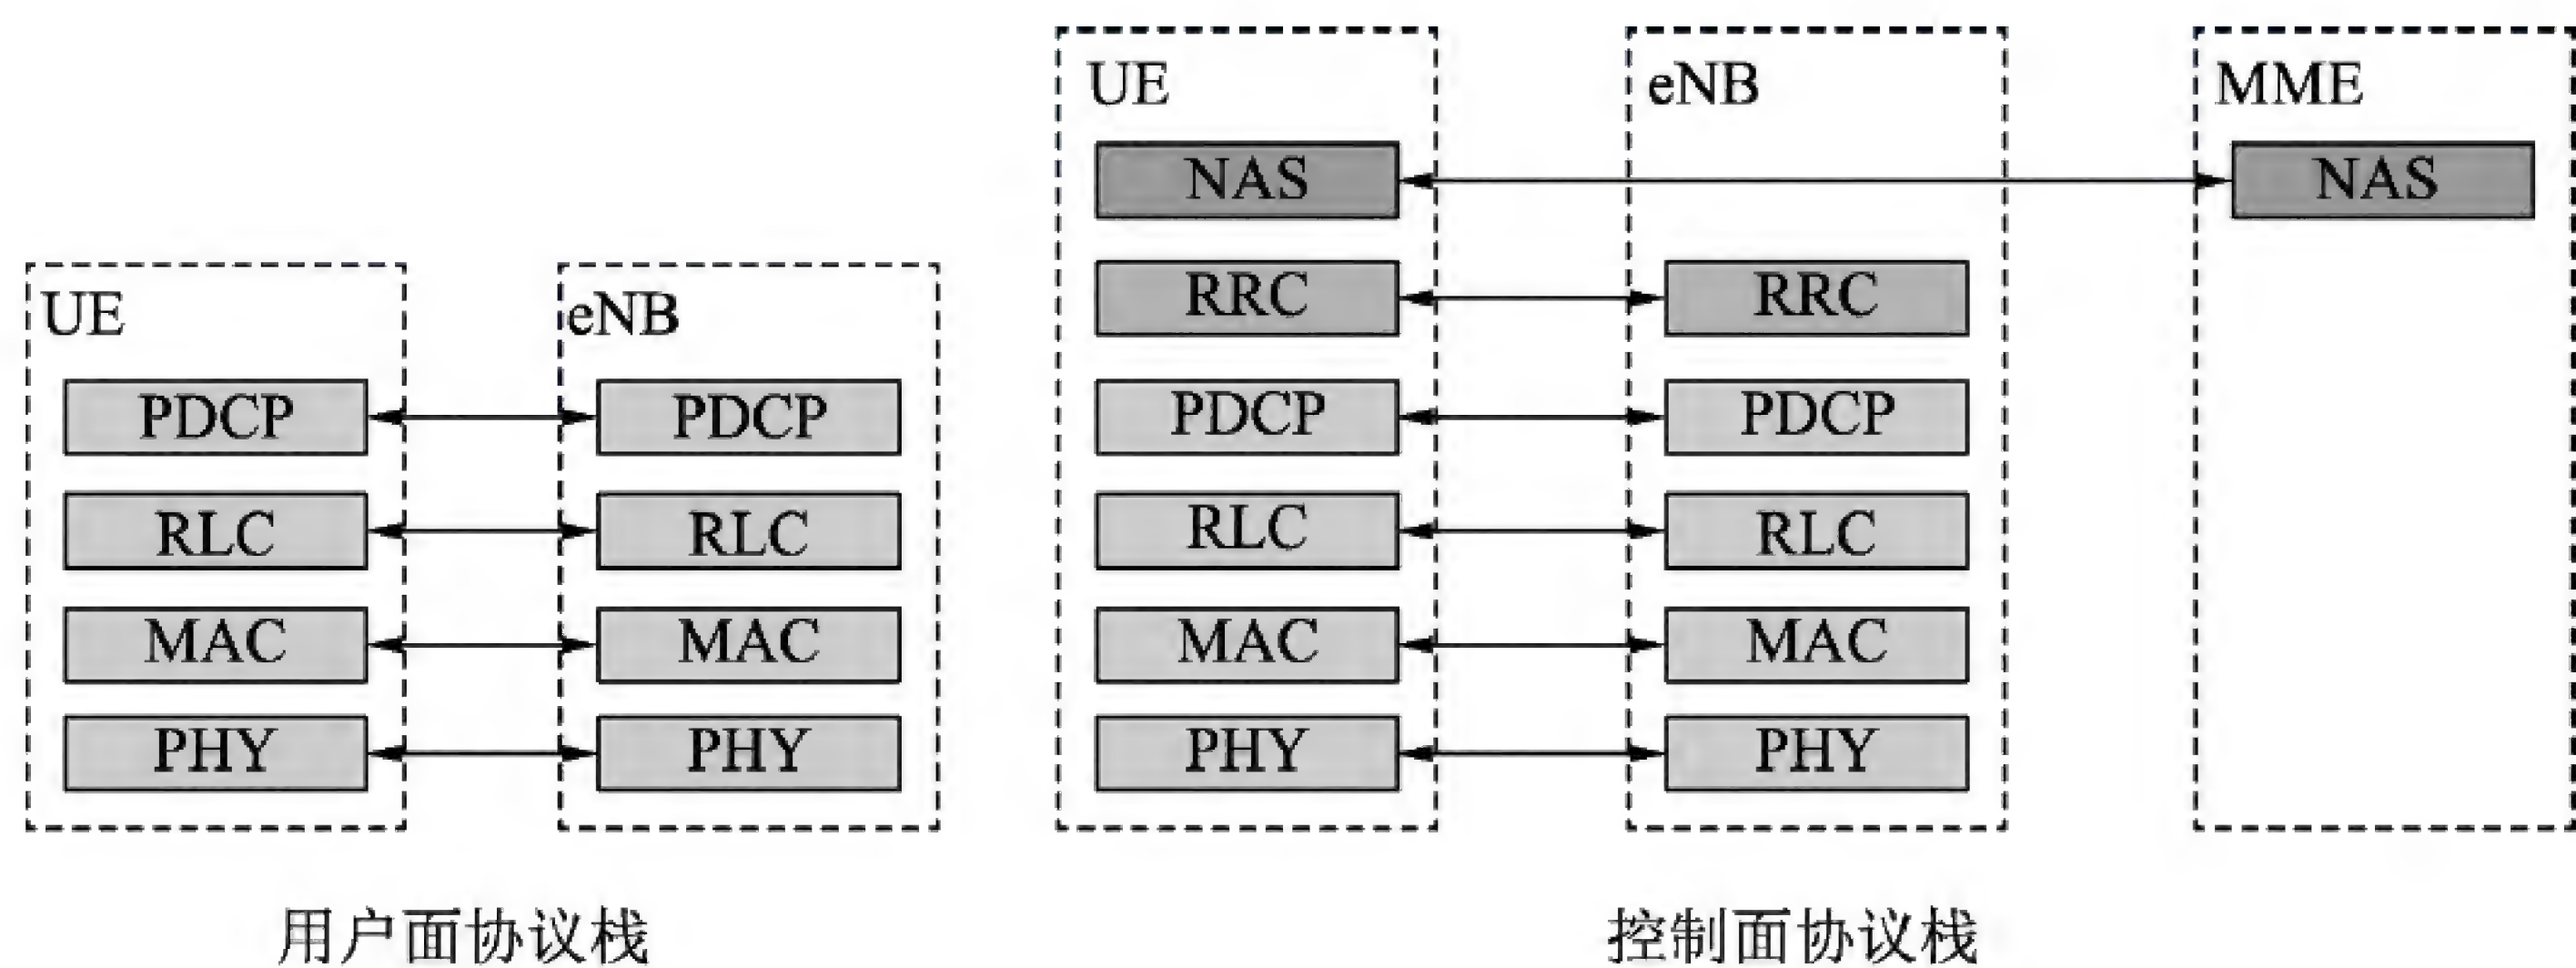 UE
eNB
PDCP
PDCP
RLC
RLC
MAC
MAC
PHY
PHY
用户面协议栈
UE
eNB
MME
NAS
NAS
RRC
RRC
PDCP
PDCP
RLC
RLC
MAC
MAC
PHY
PHY
控制面协议栈